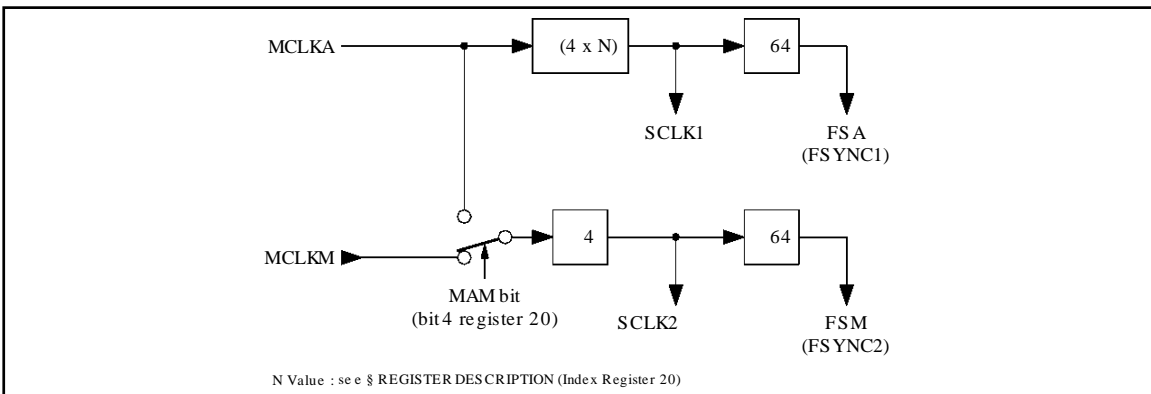 MCLKA
(4 x N)
64
SCLK1
FSA
(FSYNC1)
MCLKM
4
64
MAM bit
(bit 4 register 20)
SCLK2
FSM
(FSYNC2)
N Value : see § REGISTER DESCRIPTION (Index Register 20)